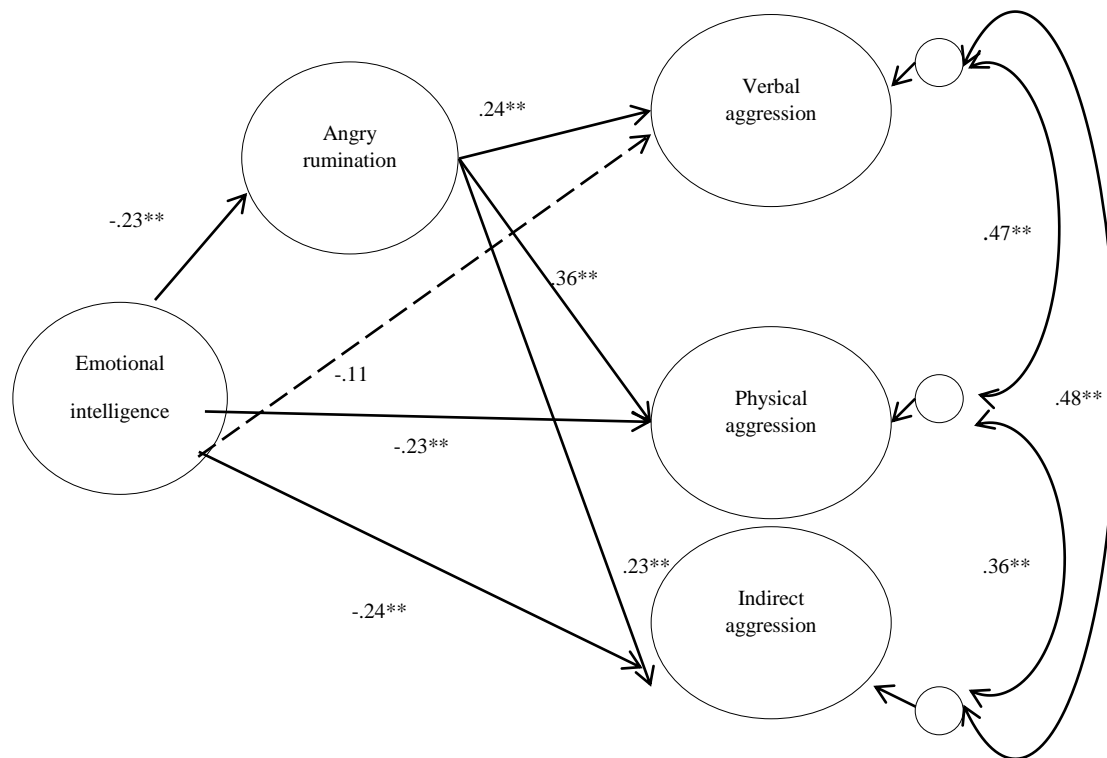 Verbal
aggression
.24**
Angry
rumination
-.23**
.47**
.36**
Emotional
intelligence
-.11
Physical
aggression
.48**
-.23**
.23**
.36**
Indirect
aggression
-.24**